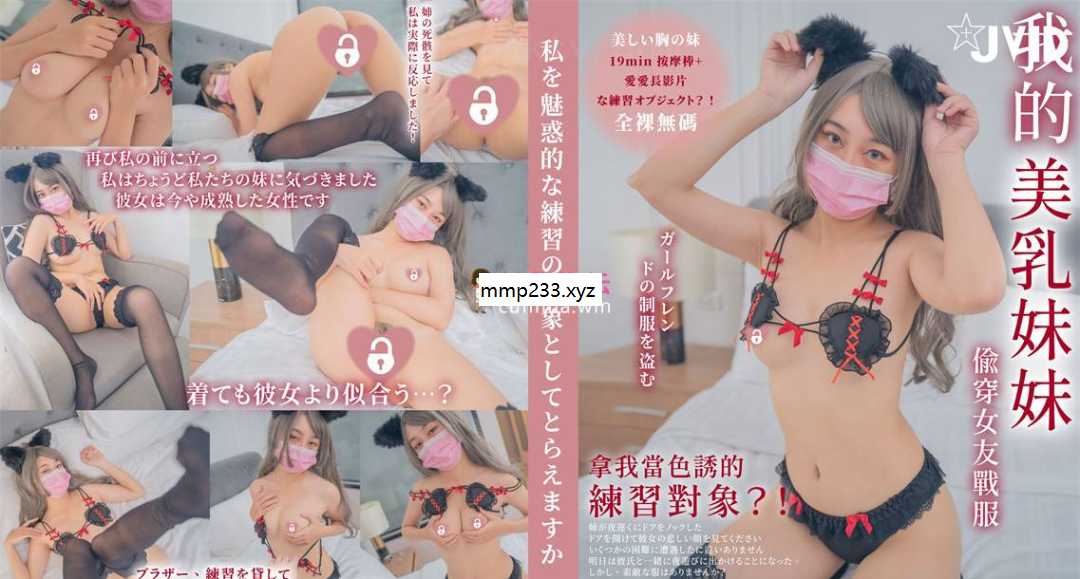 姉の死骸を見て
私は実際に反応しました!
再び私の前に立つ
私はちょうど私たちの妹に気づきました
彼女は今や成熟した女性です
着ても彼女より似合う…？
ブラザー、練習を貸して
私を魅惑的な練習の対象としてとらえますか
mmp233.xyz
美しい胸の妹
19min 按摩棒+
愛愛長影片
な練習オブジェクト？！
全裸無碼
☆JVID
我的美乳妹妹
偷穿女友戰服
ガールフレン
ドの制服を盗む
拿我當色誘的
練習對象？！
姉が夜遅くにドアをノックした
ドアを開けて彼女の悲しい顔を見てください
いくつかの困難に遭遇したに違いありません
明日は彼氏と一緒に夜遊びに出かけることになった。
しかし、素敵な服はありませんか？